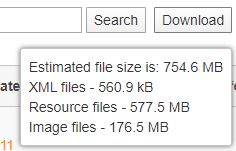 Search Download
Estimated file size is: 754.6 MB
XML files - 560.9 kB
Resource files - 577.5 MB
Image files - 176.5 MB
11